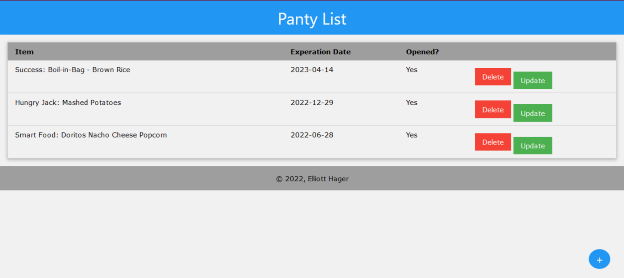 Panty List
Item Experation Date Opened?
Success: Boil-in-Bag - Brown Rice 2023-04-14 Yes Delete Update
Hungry Jack: Mashed Potatoes 2022-12-29 Yes Delete Update
Smart Food: Doritos Nacho Cheese Popcorn 2022-06-28 Yes Delete Update
© 2022, Elliott Hager
+